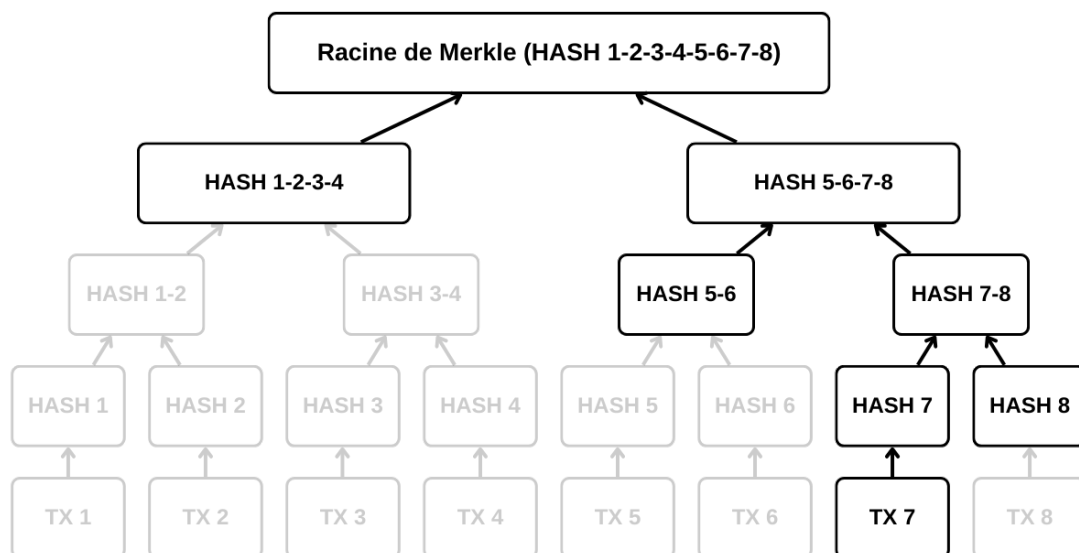 Racine de Merkle (HASH 1-2-3-4-5-6-7-8)
HASH 1-2-3-4
HASH 5-6-7-8
HASH 1-2
HASH 3-4
HASH 5-6
HASH 7-8
HASH 1
HASH 2
HASH 3
HASH 4
HASH 5
HASH 6
HASH 7
HASH 8
TX 1
TX 2
TX 3
TX 4
TX 5
TX 6
TX 7
TX 8